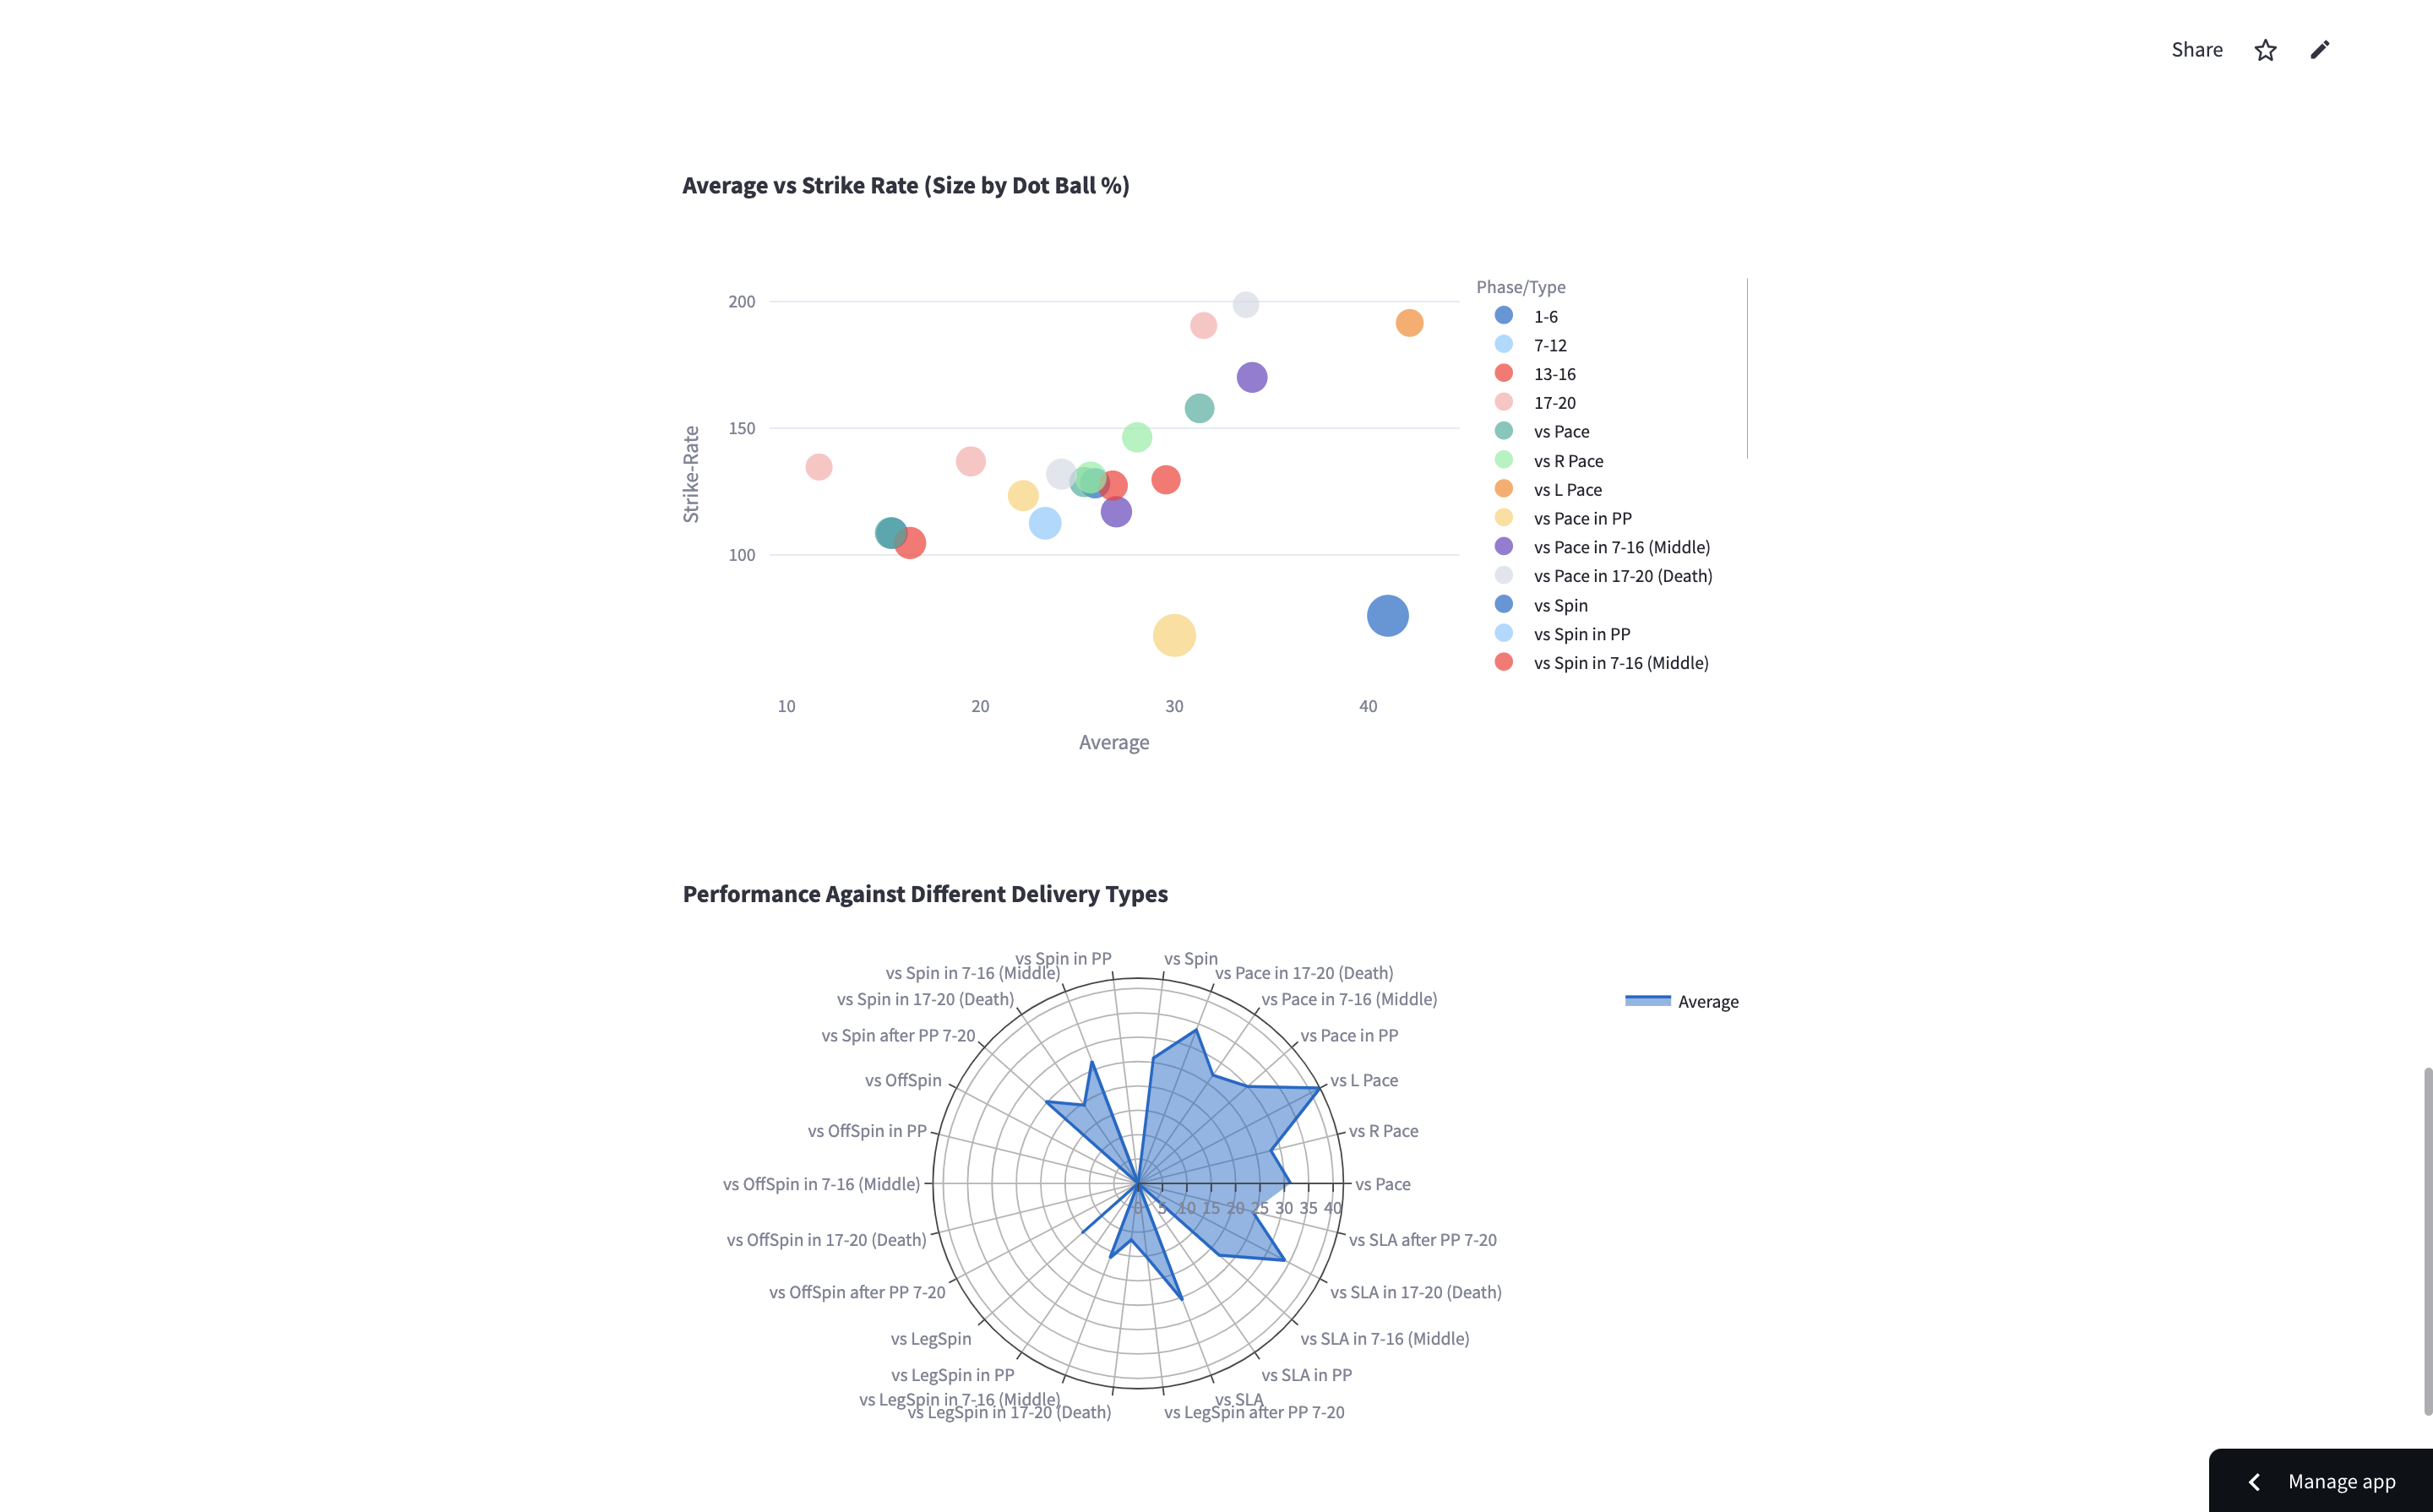 Share
Average vs Strike Rate (Size by Dot Ball %)
Phase/Type
200
150
100
Strike-Rate
10 20 30 40
Average
1-6
7-12
13-16
17-20
vs Pace
vs R Pace
vs L Pace
vs Pace in PP
vs Pace in 7-16 (Middle)
vs Pace in 17-20 (Death)
vs Spin
vs Spin in PP
vs Spin in 7-16 (Middle)
Performance Against Different Delivery Types
vs Spin in PP
vs Spin
vs Spin in 7-16 (Middle)
vs Pace in 17-20 (Death)
vs Spin in 17-20 (Death)
vs Pace in 7-16 (Middle)
Average
vs Spin after PP 7-20
vs Pace in PP
vs OffSpin
vs L Pace
vs OffSpin in PP
vs R Pace
vs OffSpin in 7-16 (Middle)
vs Pace
0 5 10 15 20 25 30 35 40
vs OffSpin in 17-20 (Death)
vs SLA after PP 7-20
vs OffSpin after PP 7-20
vs SLA in 17-20 (Death)
vs LegSpin
vs SLA in 7-16 (Middle)
vs LegSpin in PP
vs SLA in PP
vs LegSpin in 7-16 (Middle)
vs SLA
vs LegSpin in 17-20 (Death)
vs LegSpin after PP 7-20
Manage app